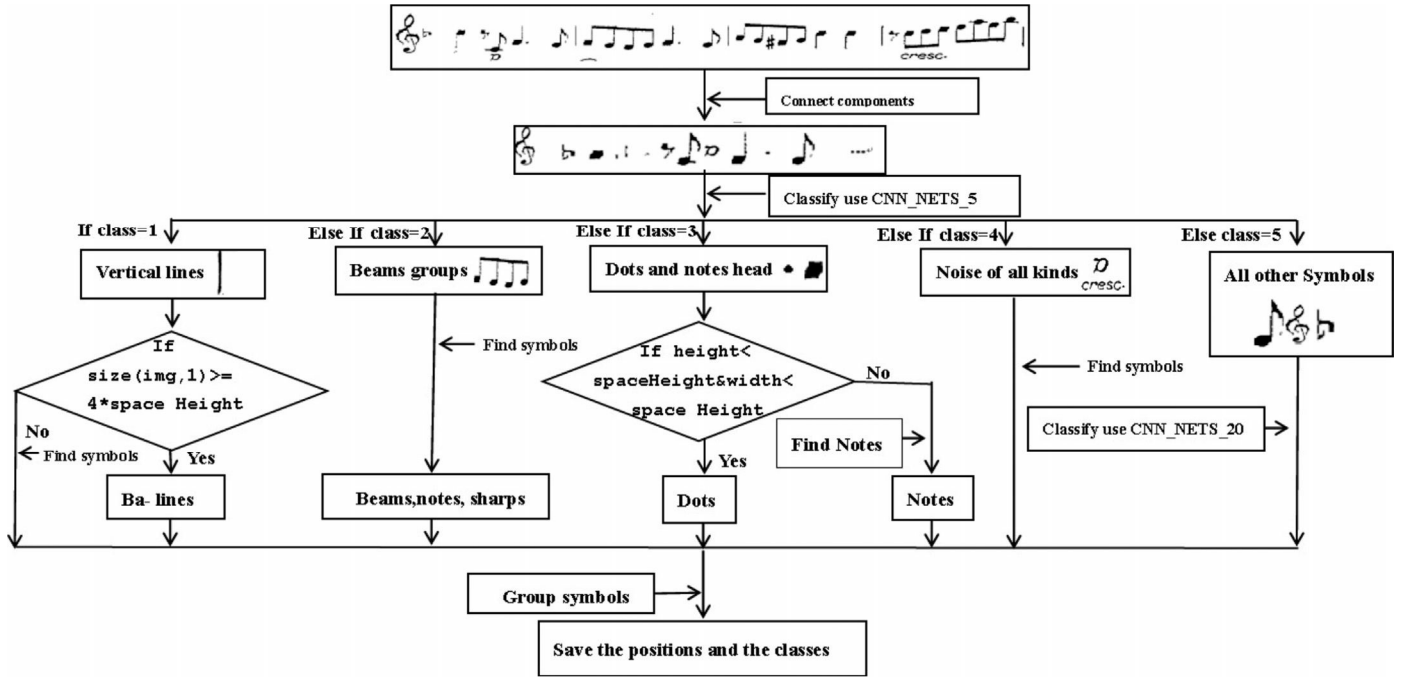 cresc.
Connect components
Classify use CNN_NETS_5
If class=1
Else If class=2
Else If class=3
Else If class=4
Else class=5
Vertical lines
Beams groups
Dots and notes head
Noise of all kinds
cresc.
All other Symbols
If
size(img,1)>=
4*space Height
Find symbols
If height<
spaceHeight&width<
space Height
No
Find symbols
Classify use CNN_NETS_20
No
Find symbols
Yes
Find Notes
Yes
Ba- lines
Beams,notes, sharps
Dots
Notes
Group symbols
Save the positions and the classes